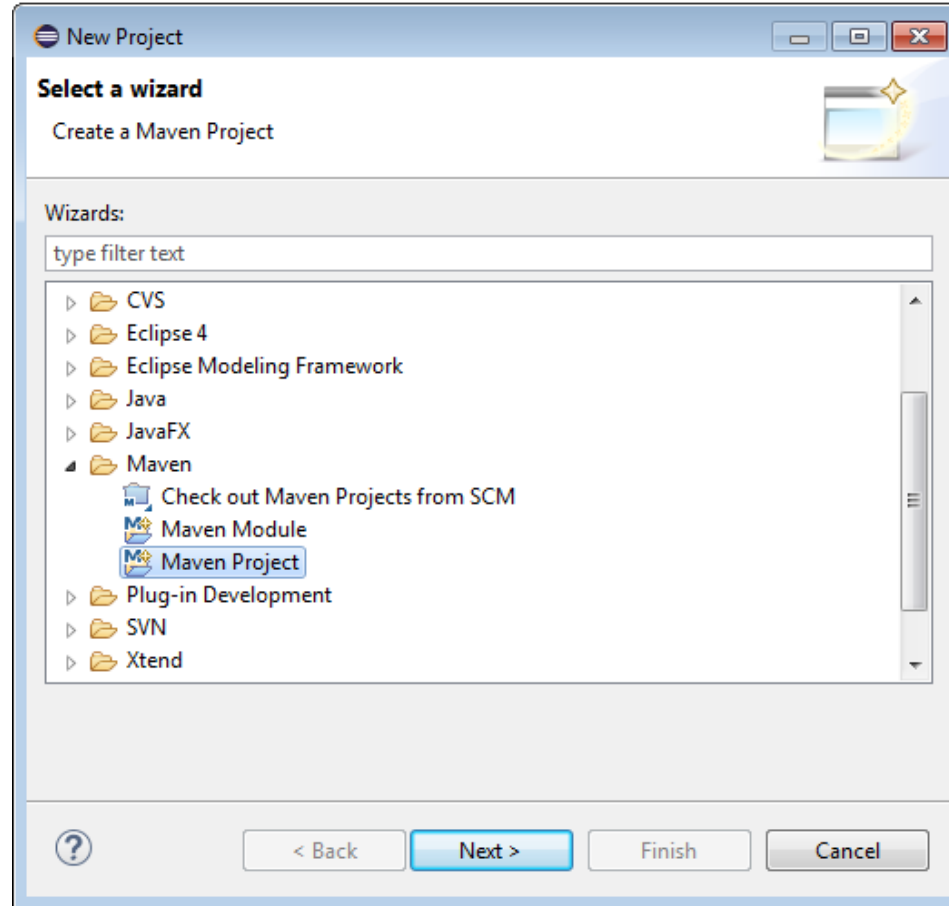 New Project
Select a wizard
Create a Maven Project
Wizards:
type filter text
CVS
Eclipse 4
Eclipse Modeling Framework
Java
JavaFX
Maven
Check out Maven Projects from SCM
Maven Module
Maven Project
Plug-in Development
SVN
Xtend
? < Back Next > Finish Cancel